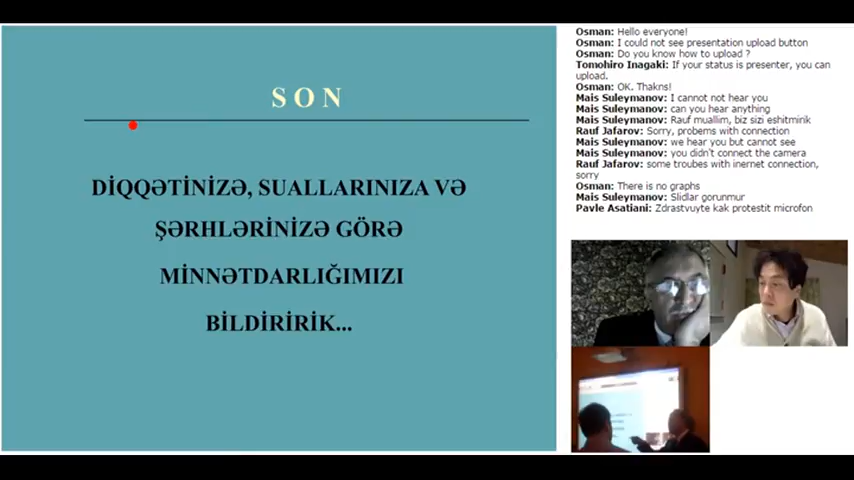 S O N
DİQQƏTİNİZƏ, SUALLARINIZA VƏ
ŞƏRHLƏRİNİZƏ GÖRƏ
MİNNƏTDARLIĞIMIZI
BİLDİRİRİK...
Osman: Hello everyone!
Osman: I could not see presentation upload button
Osman: Do you know how to upload ?
Tomohiro Inagaki: If your status is presenter, you can
upload.
Osman: OK. Thakns!
Mais Suleymanov: I cannot not hear you
Mais Suleymanov: can you hear anything
Mais Suleymanov: Rauf muallim, biz sizi eshitmirik
Rauf Jafarov: Sorry, probems with connection
Mais Suleymanov: we hear you but cannot see
Mais Suleymanov: you didn't connect the camera
Rauf Jafarov: some troubes with inernet connection,
sorry
Osman: There is no graphs
Mais Suleymanov: Slidlar gorunmur
Pavle Asatiani: Zdrastvuyte kak protestit microfon